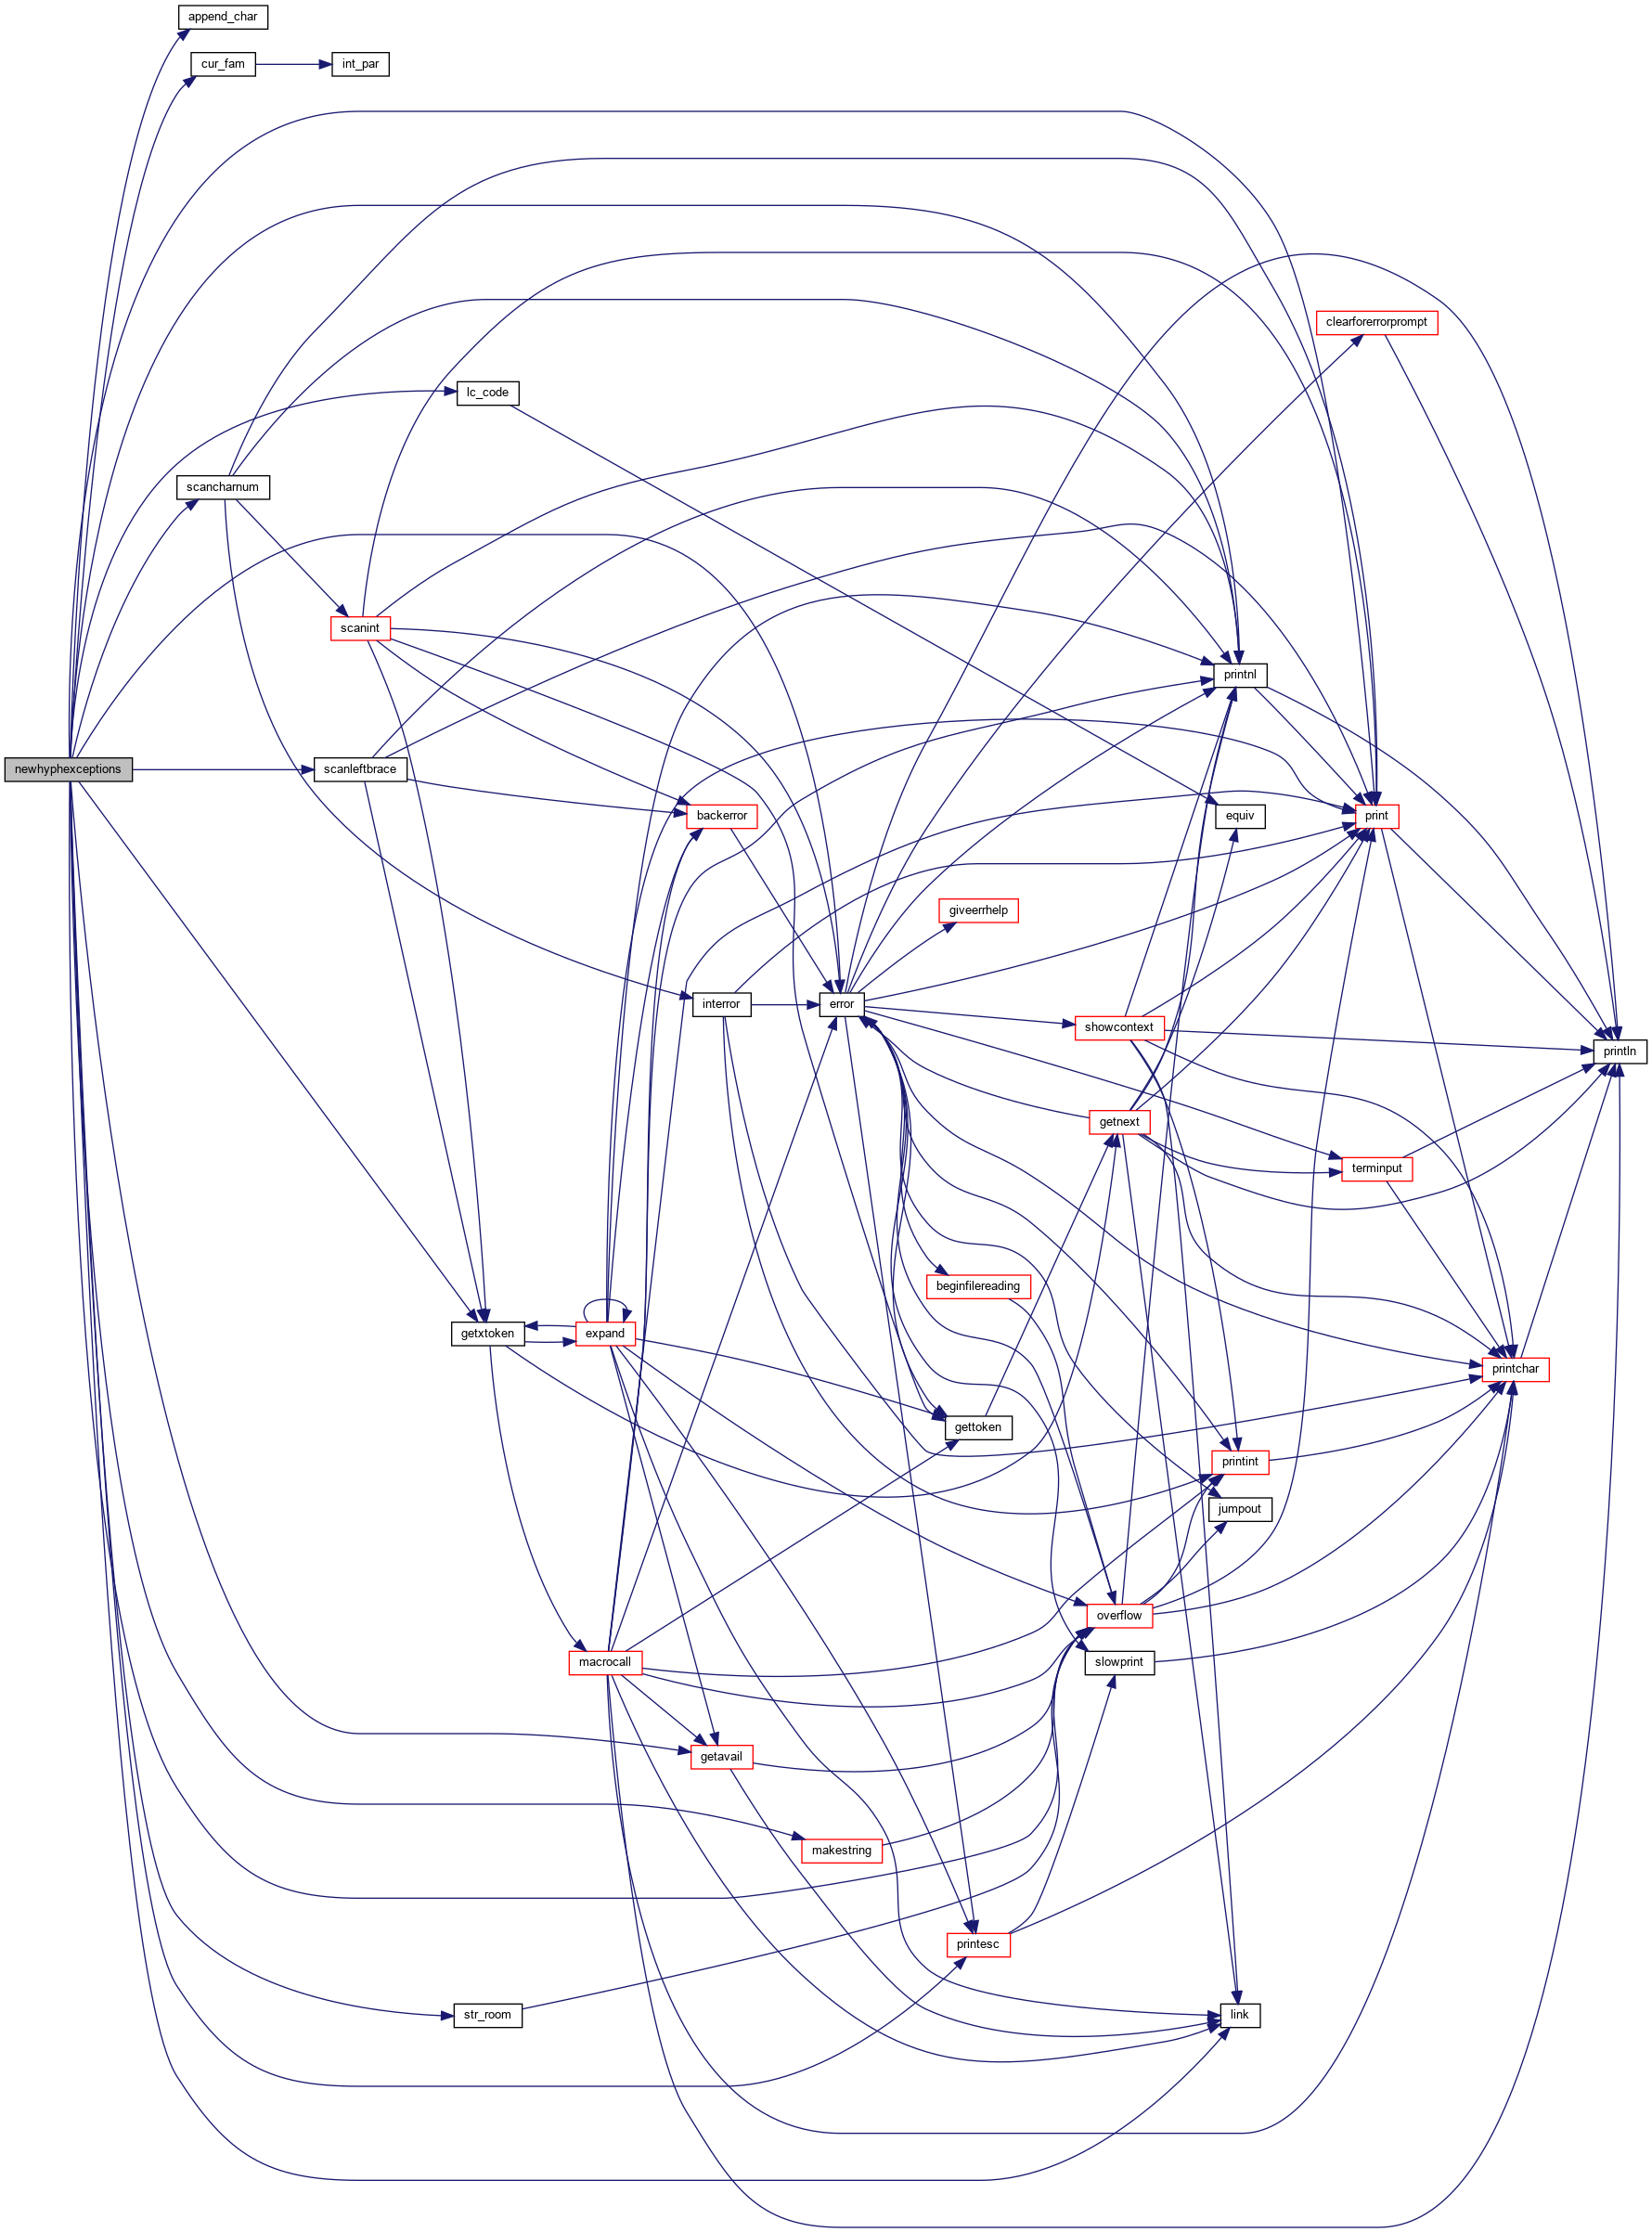 append_char
cur_fam
int_par
clearforerrorprompt
lc_code
scancharnum
scanint
printnl
newhyphexceptions
scanleftbrace
backerror
equiv
print
giveerrhelp
interror
error
showcontext
println
getnext
terminput
beginfilereading
getxtoken
expand
printchar
gettoken
printint
jumpout
overflow
macrocall
slowprint
getavail
makestring
printesc
str_room
link